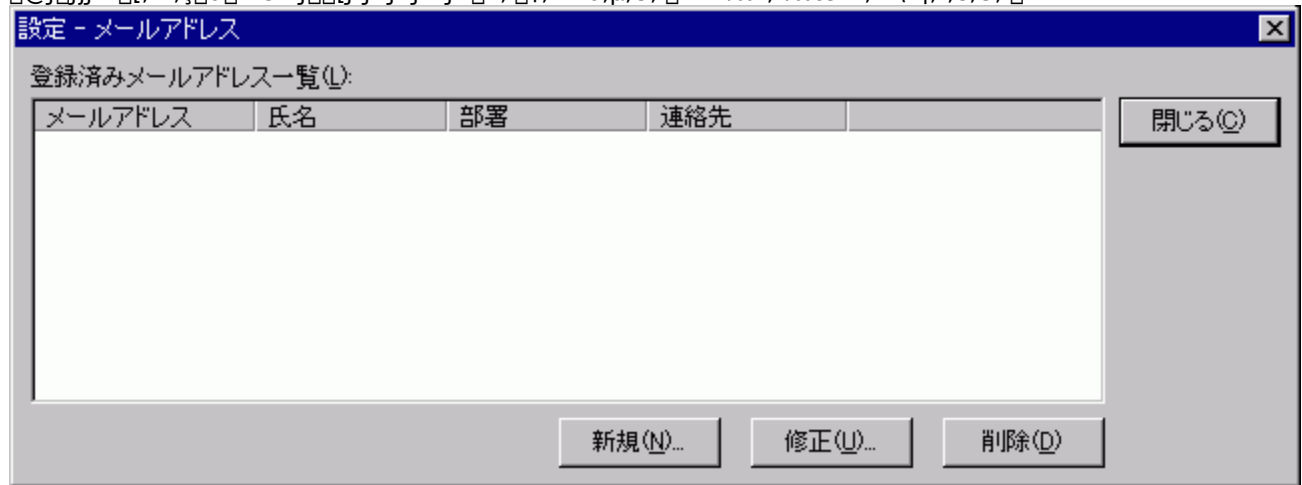 設定 - メールアドレス
登録済みメールアドレス一覧(L):
メールアドレス 氏名 部署 連絡先
閉じる(C)
新規(N)... 修正(U)... 削除(D)